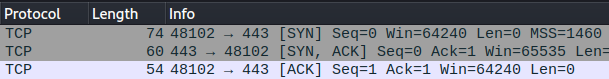 Protocol Length Info
TCP 74 48102 → 443 [SYN] Seq=0 Win=64240 Len=0 MSS=1460
TCP 60 443 → 48102 [SYN, ACK] Seq=0 Ack=1 Win=65535 Len=
TCP 54 48102 → 443 [ACK] Seq=1 Ack=1 Win=64240 Len=0